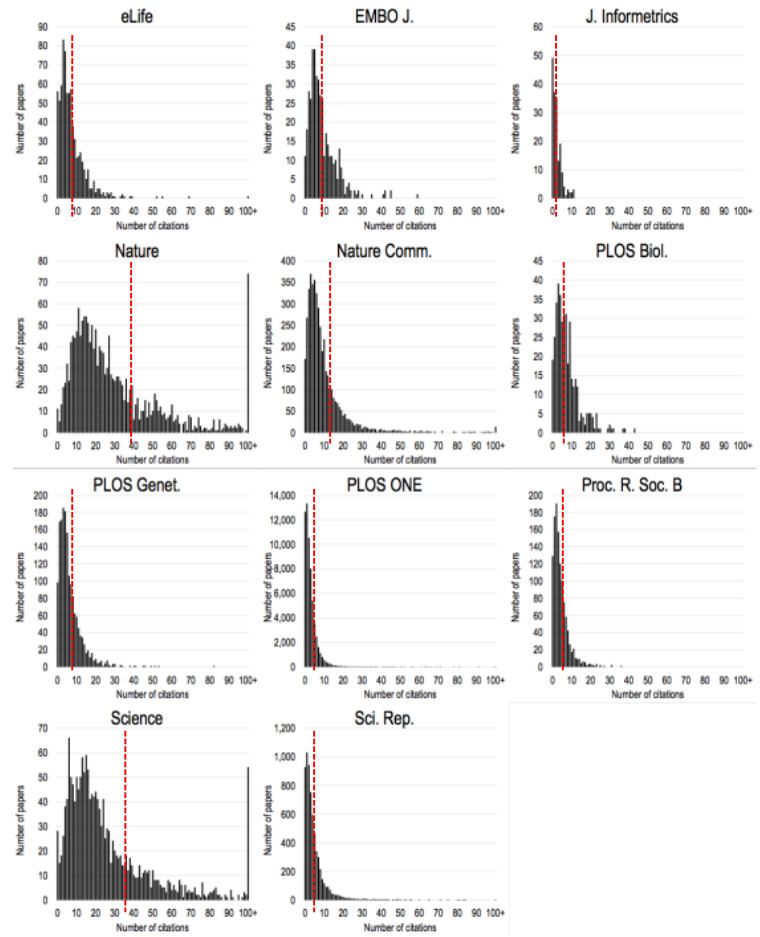 eLife
Number of papers
90
80
70
60
50
40
30
20
10
0
0 10 20 30 40 50 60 70 80 90 100+
Number of citations
EMBO J.
Number of papers
45
40
35
30
25
20
15
10
5
0
0 10 20 30 40 50 60 70 80 90 100+
Number of citations
J. Informetrics
Number of papers
60
50
40
30
20
10
0
0 10 20 30 40 50 60 70 80 90 100+
Number of citations
Nature
Number of papers
80
70
60
50
40
30
20
10
0
0 10 20 30 40 50 60 70 80 90 100+
Number of citations
Nature Comm.
Number of papers
400
350
300
250
200
150
100
50
0
0 10 20 30 40 50 60 70 80 90 100+
Number of citations
PLOS Biol.
Number of papers
45
40
35
30
25
20
15
10
5
0
0 10 20 30 40 50 60 70 80 90 100+
Number of citations
PLOS Genet.
Number of papers
200
180
160
140
120
100
80
60
40
20
0
0 10 20 30 40 50 60 70 80 90 100+
Number of citations
PLOS ONE
Number of papers
14,000
12,000
10,000
8,000
6,000
4,000
2,000
0
0 10 20 30 40 50 60 70 80 90 100+
Number of citations
Proc. R. Soc. B
Number of papers
200
180
160
140
120
100
80
60
40
20
0
0 10 20 30 40 50 60 70 80 90 100+
Number of citations
Science
Number of papers
70
60
50
40
30
20
10
0
0 10 20 30 40 50 60 70 80 90 100+
Number of citations
Sci. Rep.
Number of papers
1,200
1,000
800
600
400
200
0
0 10 20 30 40 50 60 70 80 90 100+
Number of citations